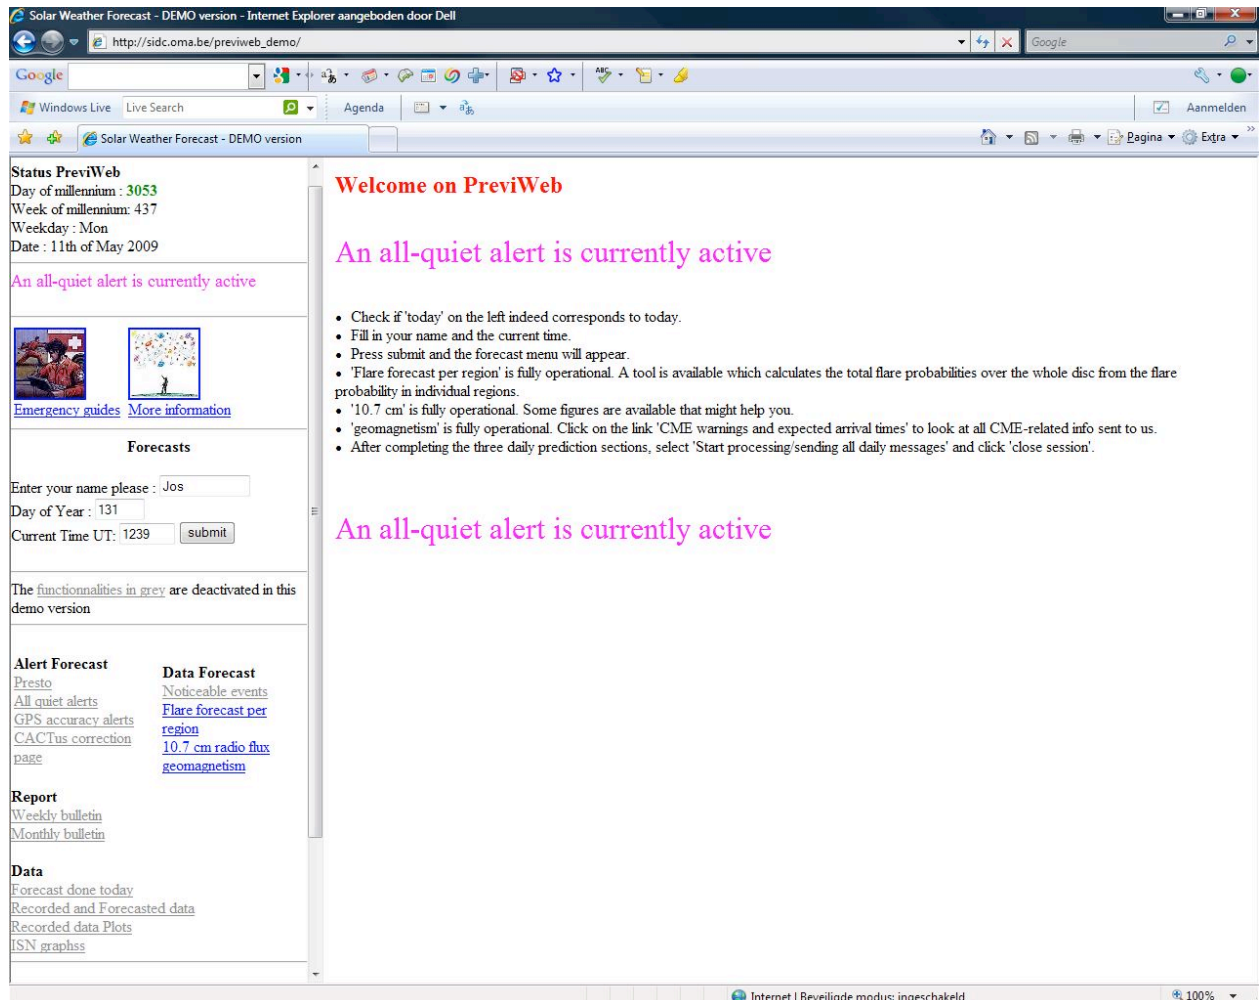 Solar Weather Forecast - DEMO version - Internet Explorer aangeboden door Dell
http://sidc.oma.be/previweb_demo/
Google
Google
ABC
Windows Live
Live Search
Agenda
Anmelden
Solar Weather Forecast - DEMO version
Pagina
Extra
Status PreviWeb
Day of millennium : 3053
Week of millennium: 437
Weekday : Mon
Date : 11th of May 2009
An all-quiet alert is currently active
Emergency guides
More information
Forecasts
Enter your name please : Jos
Day of Year : 131
Current Time UT: 1239 submit
The functionnalities in grey are deactivated in this
demo version
Alert Forecast
Presto
All quiet alerts
GPS accuracy alerts
CACTus correction
page
Data Forecast
Noticeable events
Flare forecast per
region
10.7 cm radio flux
geomagnetism
Report
Weekly bulletin
Monthly bulletin
Data
Forecast done today
Recorded and Forecasted data
Recorded data Plots
ISN graphss
Welcome on PreviWeb
An all-quiet alert is currently active
• Check if 'today' on the left indeed corresponds to today.
• Fill in your name and the current time.
• Press submit and the forecast menu will appear.
• 'Flare forecast per region' is fully operational. A tool is available which calculates the total flare probabilities over the whole disc from the flare
probability in individual regions.
• '10.7 cm' is fully operational. Some figures are available that might help you.
• 'geomagnetism' is fully operational. Click on the link 'CME warnings and expected arrival times' to look at all CME-related info sent to us.
• After completing the three daily prediction sections, select 'Start processing/sending all daily messages' and click 'close session'.
An all-quiet alert is currently active
Internet | Beveiligde modus: ingeschakeld
100%